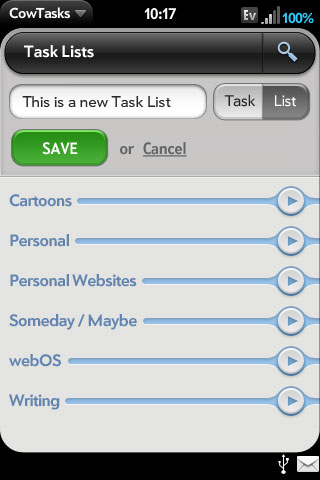 CowTasks 10:17 Ev 100%
Task Lists
This is a new Task List Task List
SAVE or Cancel
Cartoons
Personal
Personal Websites
Someday / Maybe
webOS
Writing